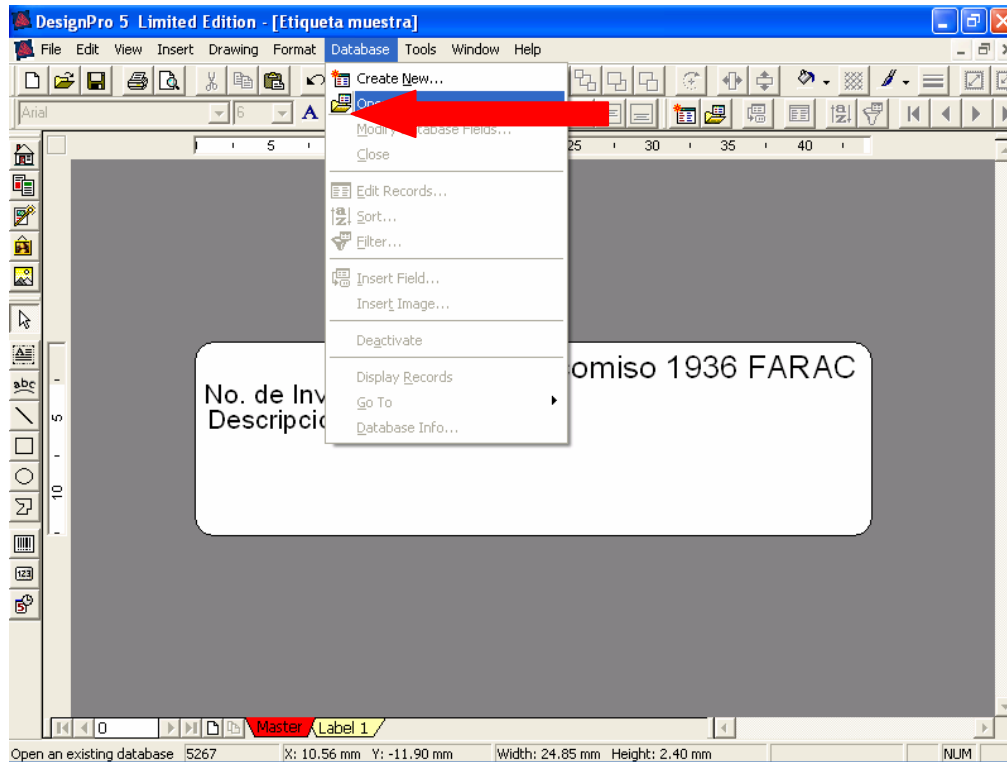 DesignPro 5 Limited Edition - [Etiqueta muestra]
File Edit View Insert Drawing Format Database Tools Window Help
Create New...
Arial 6 A
Modify Database Fields...
Close
5 25 30 35 40
Edit Records...
Sort...
Filter...
Insert Field...
Insert Image...
Deactivate
omiso 1936 FARAC
Display Records
No. de Inv
Go To
Descripci
Database Info...
abc
5
10
123
0 Master Label 1
Open an existing database 5267 X: 10.56 mm Y: -11.90 mm Width: 24.85 mm Height: 2.40 mm NUM